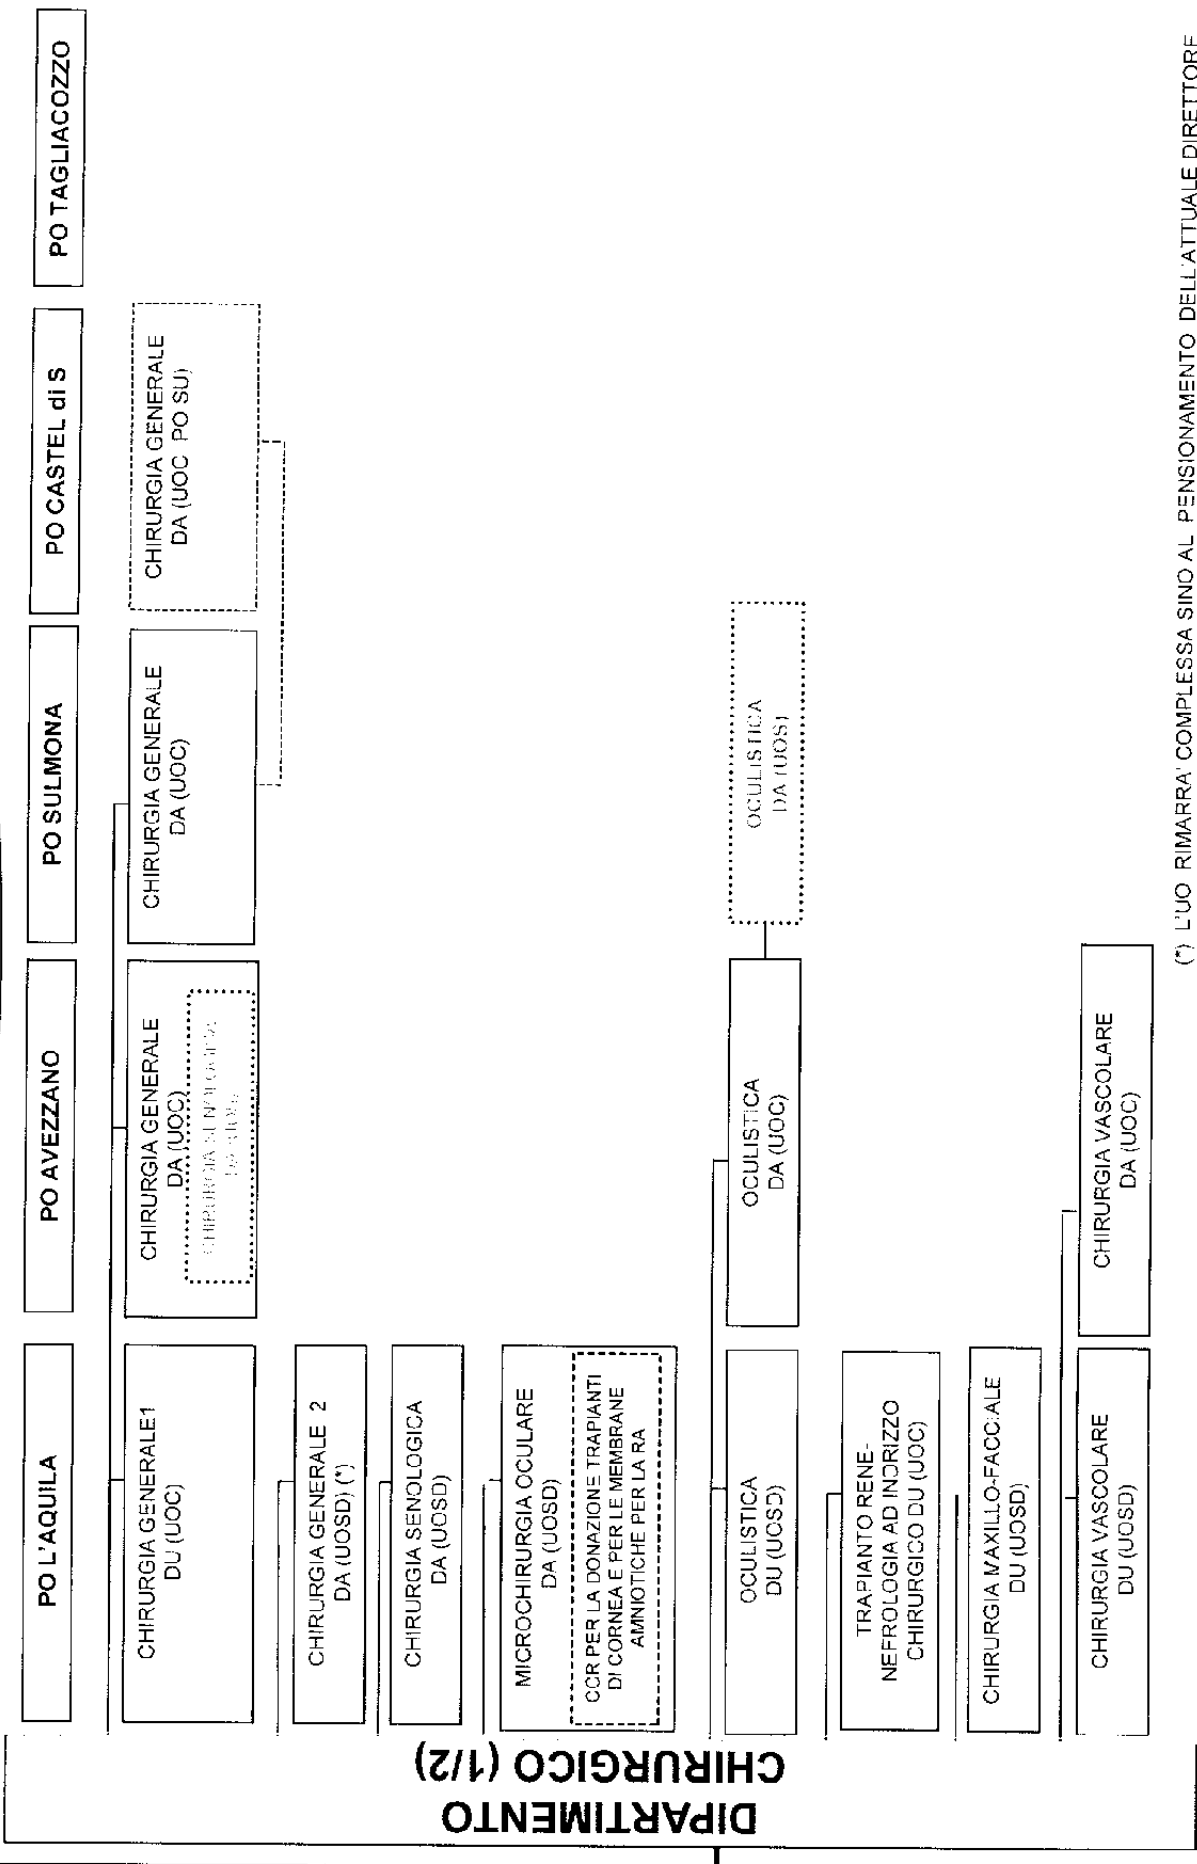 DIPARTIMENTO
CHIRURGICO (1/2)
PO L'AQUILA
PO AVEZZANO
PO SULMONA
PO CASTEL di S
PO TAGLIACOZZO
CHIRURGIA GENERALE1
DU (UOC)
CHIRURGIA GENERALE
DA (UOC)
CHIRURGIA SENOLOGICA
CHIRURGIA GENERALE
DA (UOC)
CHIRURGIA GENERALE
DA (UOC PO SU)
CHIRURGIA GENERALE 2
DA (UOSD) (*)
CHIRURGIA SENOLOGICA
DA (UOSD)
MICROCHIRURGIA OCULARE
DA (UOSD)
CCR PER LA DONAZIONE TRAPIANTI
DI CORNEA E PER LE MEMBRANE
AMNIOTICHE PER LA RA
OCULISTICA
DU (UOSD)
OCULISTICA
DA (UOC)
OCULISTICA
DA (UOS)
TRAPIANTO RENE-
NEFROLOGIA AD INDRIZZO
CHIRURGICO DU (UOC)
CHIRURGIA MAXILLO-FACCIALE
DU (UOSD)
CHIRURGIA VASCOLARE
DU (UOSD)
CHIRURGIA VASCOLARE
DA (UOC)
(*) L'UO RIMARRA' COMPLESSA SINO AL PENSIONAMENTO DELL'ATTUALE DIRETTORE